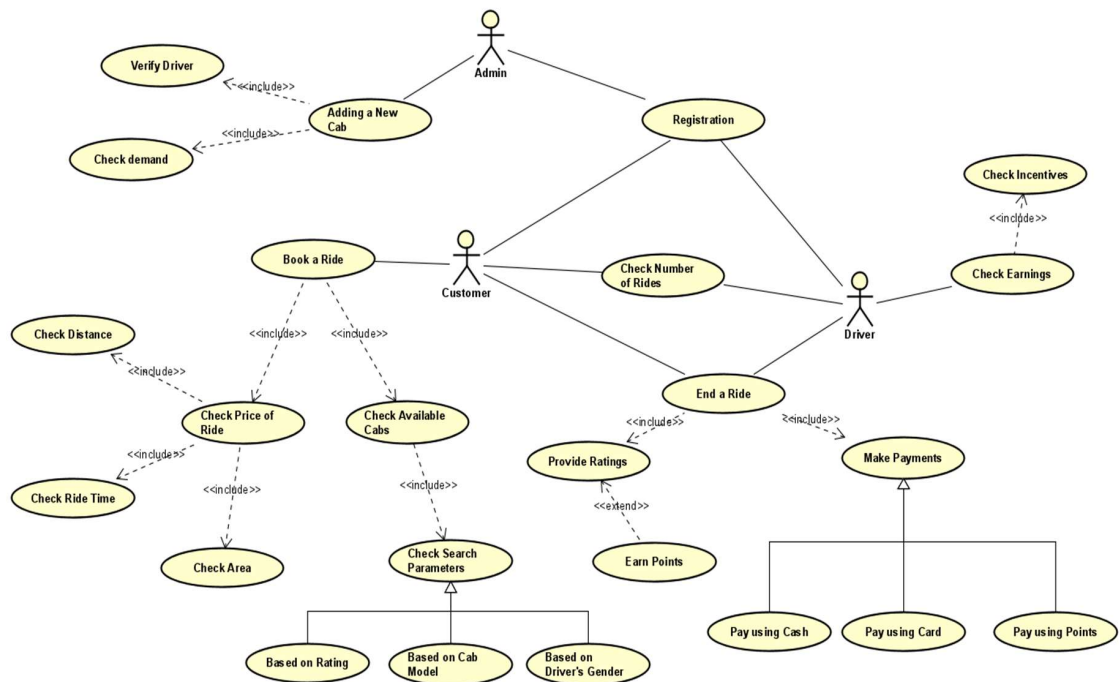 Admin
Verify Driver
<<include>>
Adding a New
Cab
Registration
<<include>>
Check demand
Check Incentives
<<include>>
Book a Ride
Customer
Check Number
of Rides
Check Earnings
Driver
Check Distance
<<include>>
<<include>>
<<include>>
End a Ride
Check Price of
Ride
Check Available
Cabs
<<include>>
<<include>>
<<include>>
Provide Ratings
Make Payments
Check Ride Time
<<include>>
<<include>>
<<extend>>
Check Area
Check Search
Parameters
Earn Points
Pay using Cash
Pay using Card
Pay using Points
Based on Rating
Based on Cab
Model
Based on
Driver's Gender